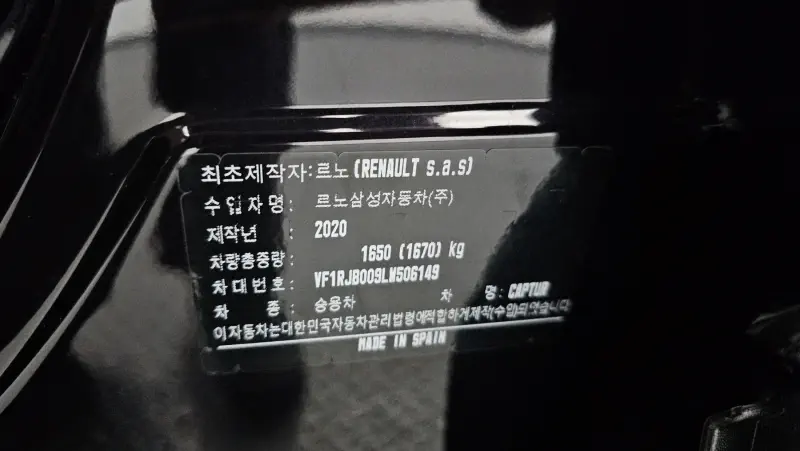 최초제작자:르노(RENAULT s.a.s)
수입자명: 르노삼성자동차(주)
제작년 : 2020
차량총중량: 1650 (1670) kg
차대번호: VF1RJB009LW506149
차 종: 승용차 차 명: CAPTUR
이자동차는대한민국자동차관리법령에적합하게제작(수입)되었습니다
MADE IN SPAIN